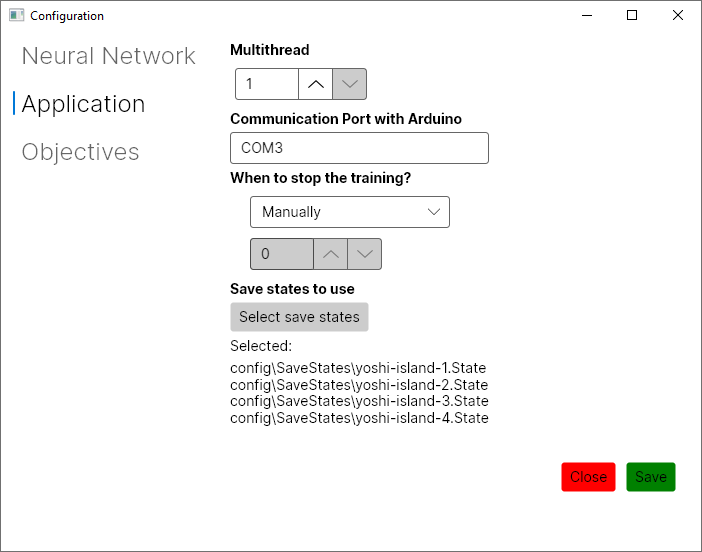 Configuration
Neural Network
Application
Objectives
Multithread
1
Communication Port with Arduino
COM3
When to stop the training?
Manually
0
Save states to use
Select save states
Selected:
config\SaveStates\yoshi-island-1.State
config\SaveStates\yoshi-island-2.State
config\SaveStates\yoshi-island-3.State
config\SaveStates\yoshi-island-4.State
Close
Save